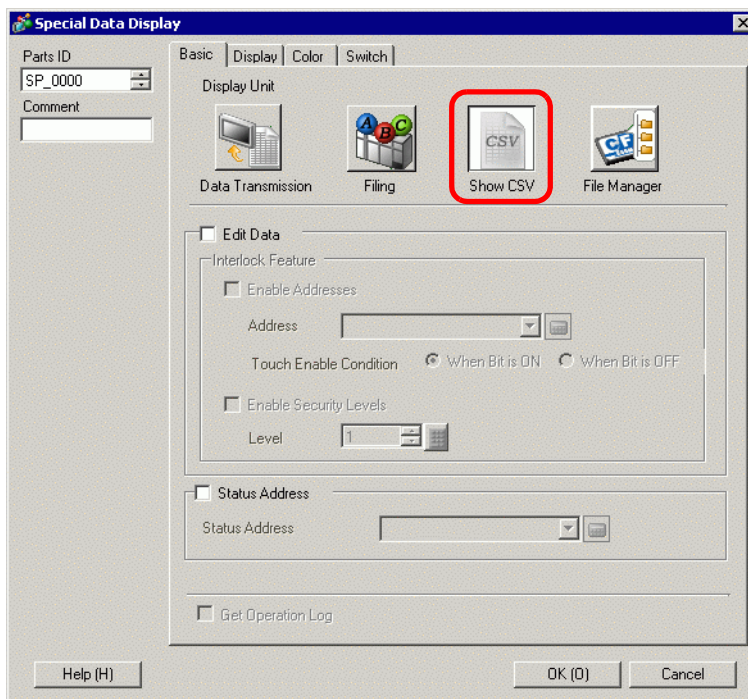 Special Data Display
Parts ID
SP_0000
Comment
Basic Display Color Switch
Display Unit
A B C
CSV
CF
Data Transmission Filing Show CSV File Manager
Edit Data
Interlock Feature
Enable Addresses
Address
Touch Enable Condition When Bit is ON When Bit is OFF
Enable Security Levels
Level 1
Status Address
Status Address
Get Operation Log
Help (H) OK (O) Cancel